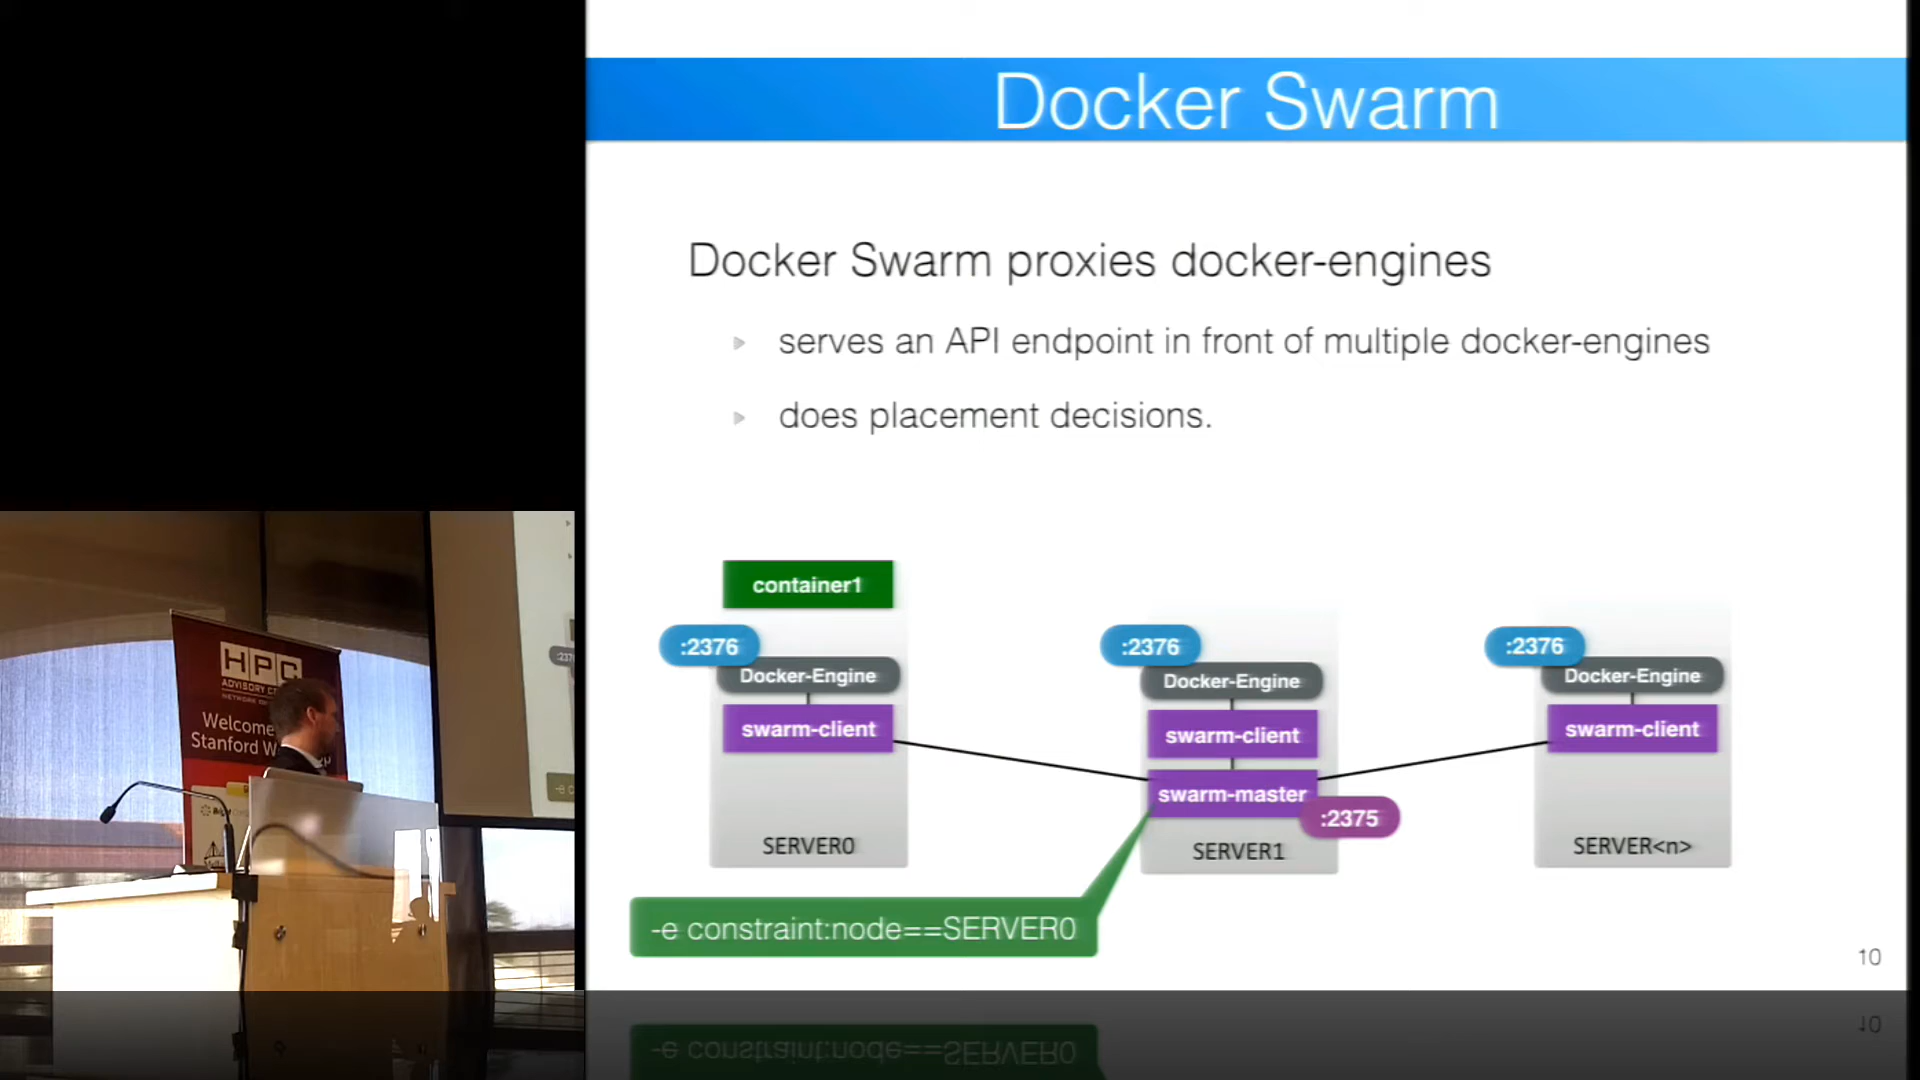 Docker Swarm
Docker Swarm proxies docker-engines
serves an API endpoint in front of multiple docker-engines
does placement decisions.
container1
:2376
Docker-Engine
swarm-client
SERVER0
:2376
Docker-Engine
swarm-client
swarm-master
:2375
SERVER1
:2376
Docker-Engine
swarm-client
SERVER<n>
-e constraint:node==SERVER0
10
HPC
Welcome
Stanford